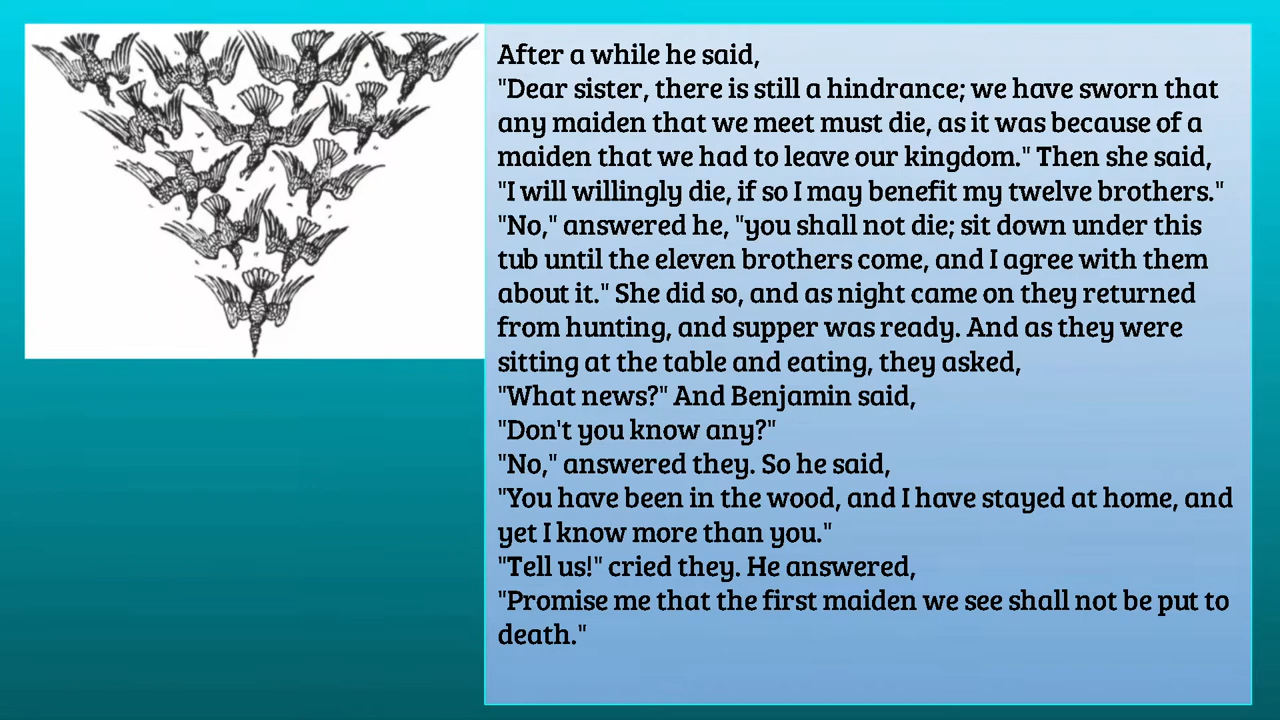 After a while he said,
"Dear sister, there is still a hindrance; we have sworn that
any maiden that we meet must die, as it was because of a
maiden that we had to leave our kingdom." Then she said,
"I will willingly die, if so I may benefit my twelve brothers."
"No," answered he, "you shall not die; sit down under this
tub until the eleven brothers come, and I agree with them
about it." She did so, and as night came on they returned
from hunting, and supper was ready. And as they were
sitting at the table and eating, they asked,
"What news?" And Benjamin said,
"Don't you know any?"
"No," answered they. So he said,
"You have been in the wood, and I have stayed at home, and
yet I know more than you."
"Tell us!" cried they. He answered,
"Promise me that the first maiden we see shall not be put to
death."